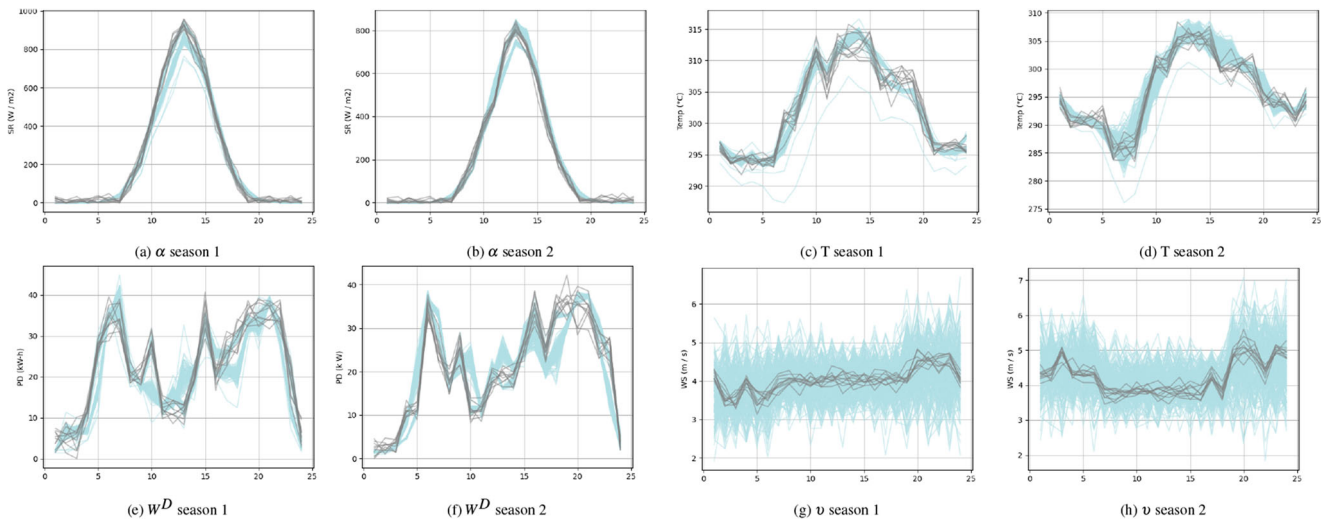 1000
800
600
400
200
0
SR (W / m2)
0 5 10 15 20 25
(a) α season 1
800
600
400
200
0
SR (W / m2)
0 5 10 15 20 25
(b) α season 2
315
310
305
300
295
290
Temp (°C)
0 5 10 15 20 25
(c) T season 1
310
305
300
295
290
285
280
275
Temp (°C)
0 5 10 15 20 25
(d) T season 2
40
30
20
10
0
PD (kW-h)
0 5 10 15 20 25
(e) W^D season 1
40
30
20
10
0
PD (k W)
0 5 10 15 20 25
(f) W^D season 2
6
5
4
3
2
WS (m / s)
0 5 10 15 20 25
(g) υ season 1
7
6
5
4
3
2
WS (m / s)
0 5 10 15 20 25
(h) υ season 2